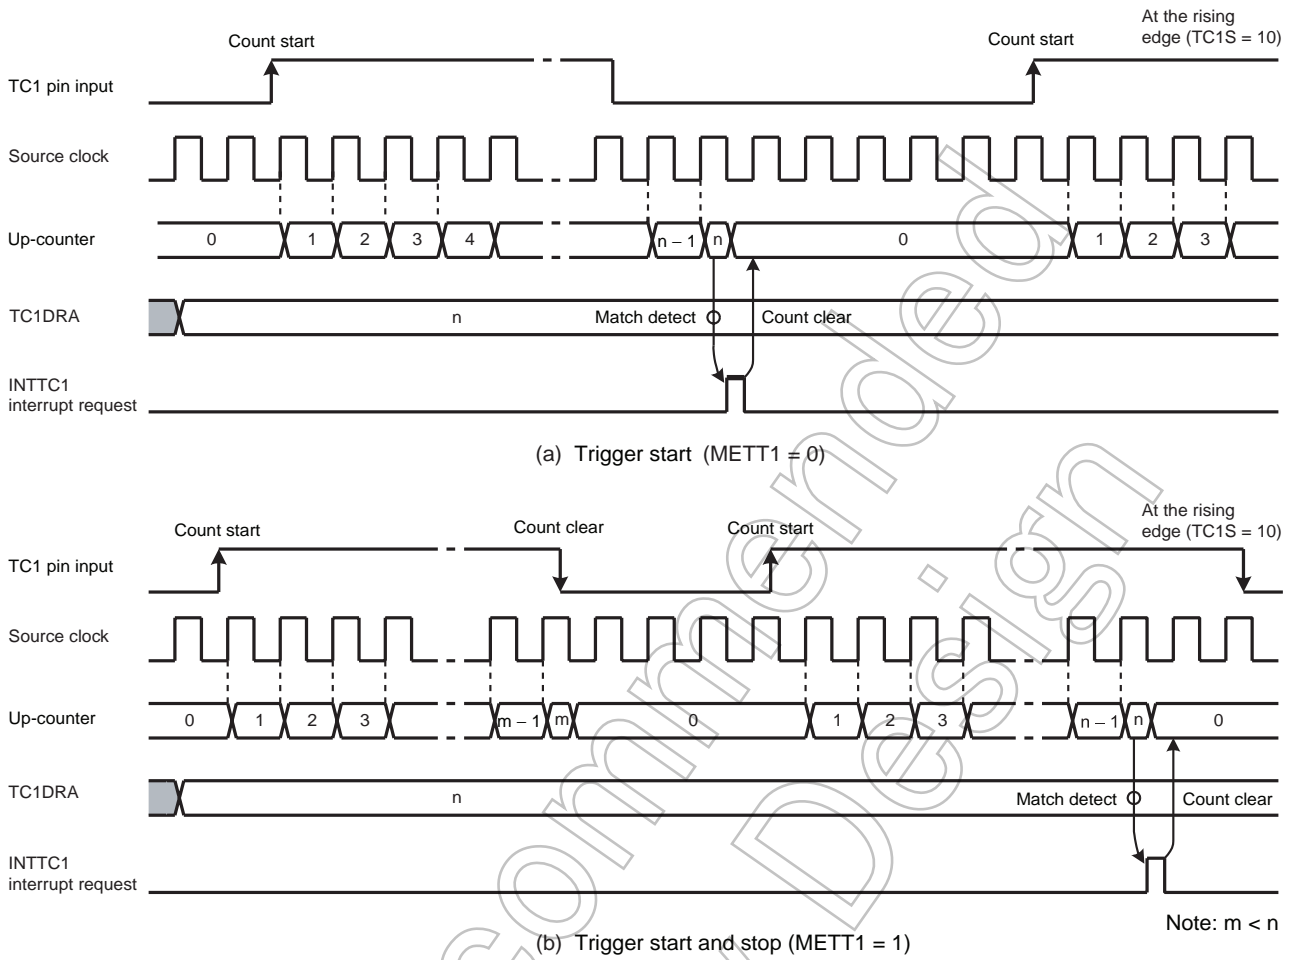 At the rising
edge (TC1S = 10)
Count start
Count start
TC1 pin input
Source clock
Up-counter
0 1 2 3 4 n – 1 n 0 1 2 3
TC1DRA
n
Match detect
Count clear
INTTC1
interrupt request
(a) Trigger start (METT1 = 0)
At the rising
edge (TC1S = 10)
Count start
Count clear
Count start
TC1 pin input
Source clock
Up-counter
0 1 2 3 m – 1 m 0 1 2 3 n – 1 n 0
TC1DRA
n
Match detect
Count clear
INTTC1
interrupt request
Note: m < n
(b) Trigger start and stop (METT1 = 1)
ommended
Design